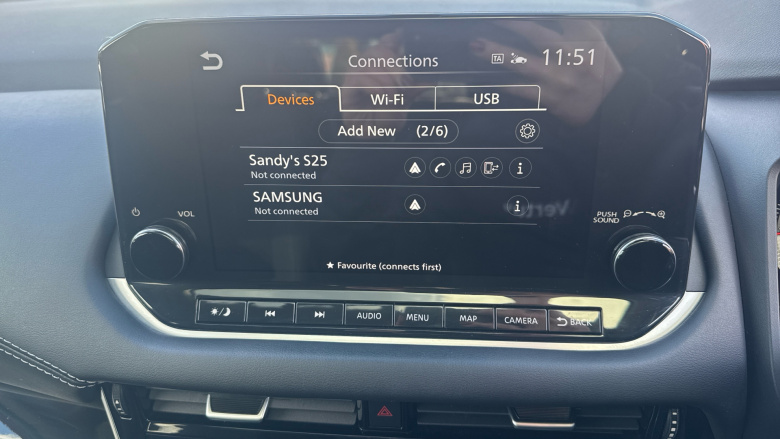 Connections
TA
11:51
Devices
Wi-Fi
USB
Add New (2/6)
Sandy's S25
Not connected
SAMSUNG
Not connected
VOL
PUSH
SOUND
★ Favourite (connects first)
AUDIO
MENU
MAP
CAMERA
BACK